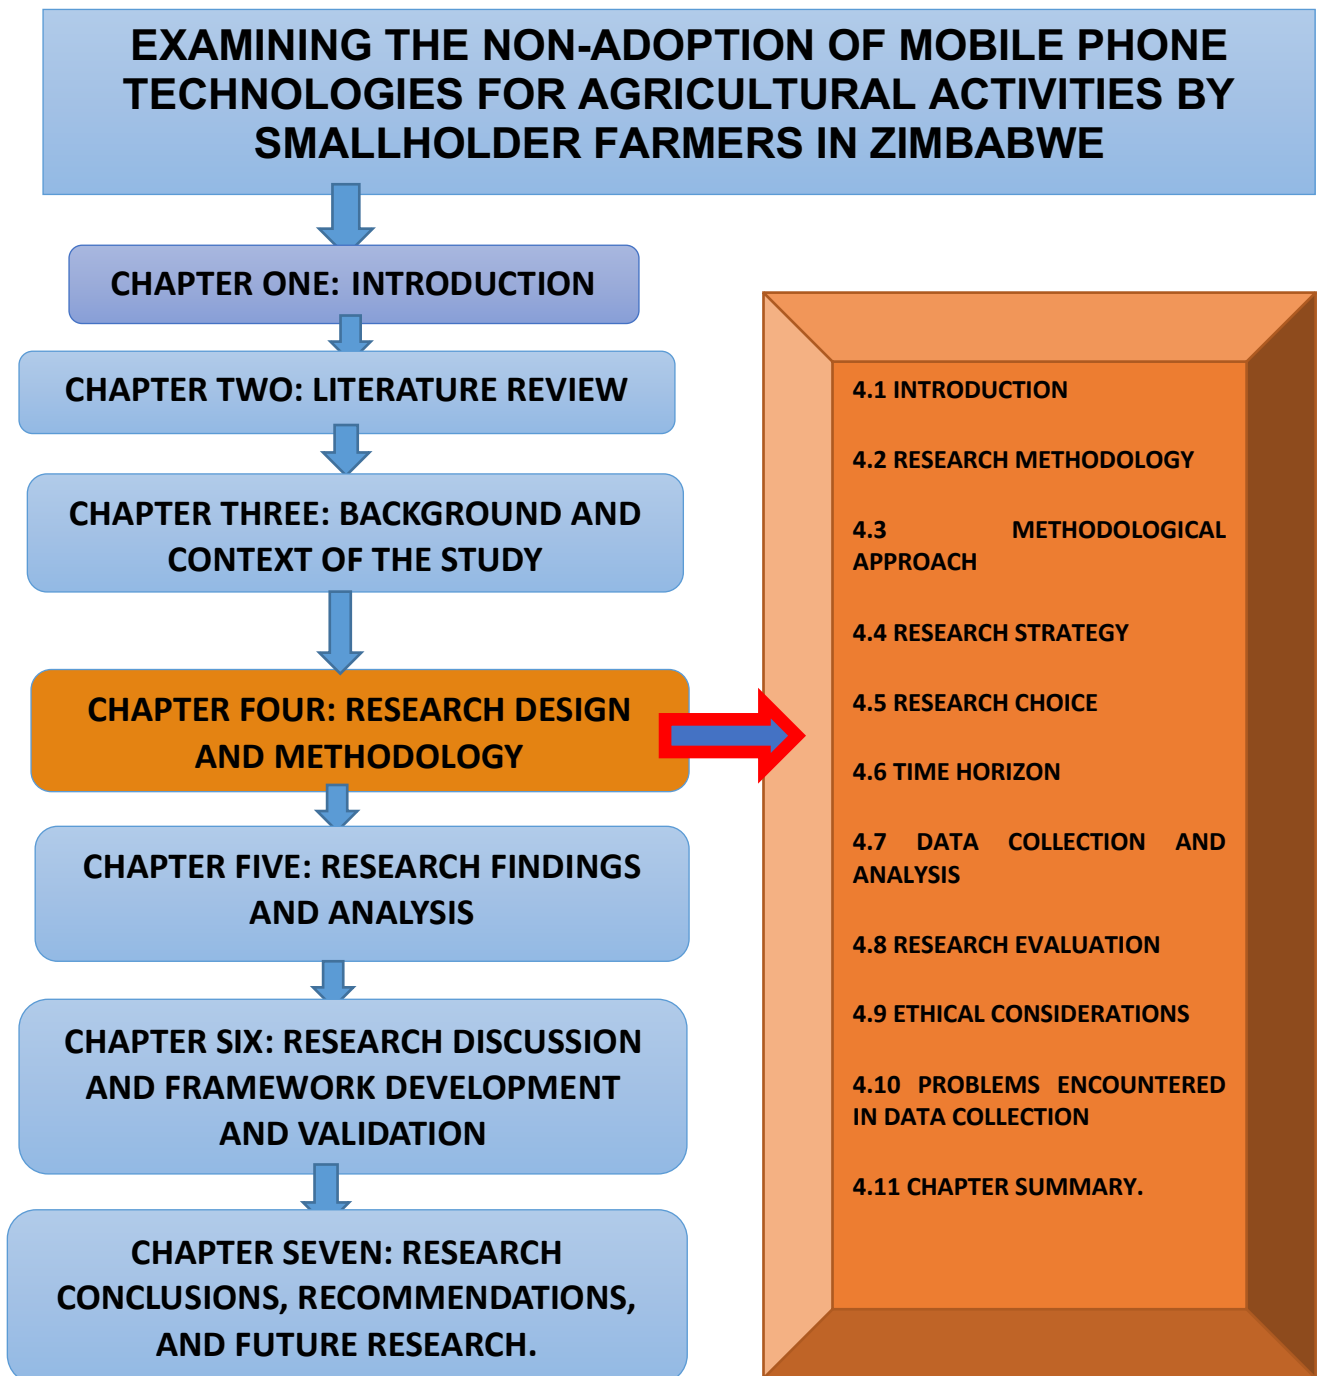 EXAMINING THE NON-ADOPTION OF MOBILE PHONE
TECHNOLOGIES FOR AGRICULTURAL ACTIVITIES BY
SMALLHOLDER FARMERS IN ZIMBABWE
CHAPTER ONE: INTRODUCTION
CHAPTER TWO: LITERATURE REVIEW
CHAPTER THREE: BACKGROUND AND
CONTEXT OF THE STUDY
CHAPTER FOUR: RESEARCH DESIGN
AND METHODOLOGY
CHAPTER FIVE: RESEARCH FINDINGS
AND ANALYSIS
CHAPTER SIX: RESEARCH DISCUSSION
AND FRAMEWORK DEVELOPMENT
AND VALIDATION
CHAPTER SEVEN: RESEARCH
CONCLUSIONS, RECOMMENDATIONS,
AND FUTURE RESEARCH.
4.1 INTRODUCTION
4.2 RESEARCH METHODOLOGY
4.3 METHODOLOGICAL
APPROACH
4.4 RESEARCH STRATEGY
4.5 RESEARCH CHOICE
4.6 TIME HORIZON
4.7 DATA COLLECTION AND
ANALYSIS
4.8 RESEARCH EVALUATION
4.9 ETHICAL CONSIDERATIONS
4.10 PROBLEMS ENCOUNTERED
IN DATA COLLECTION
4.11 CHAPTER SUMMARY.